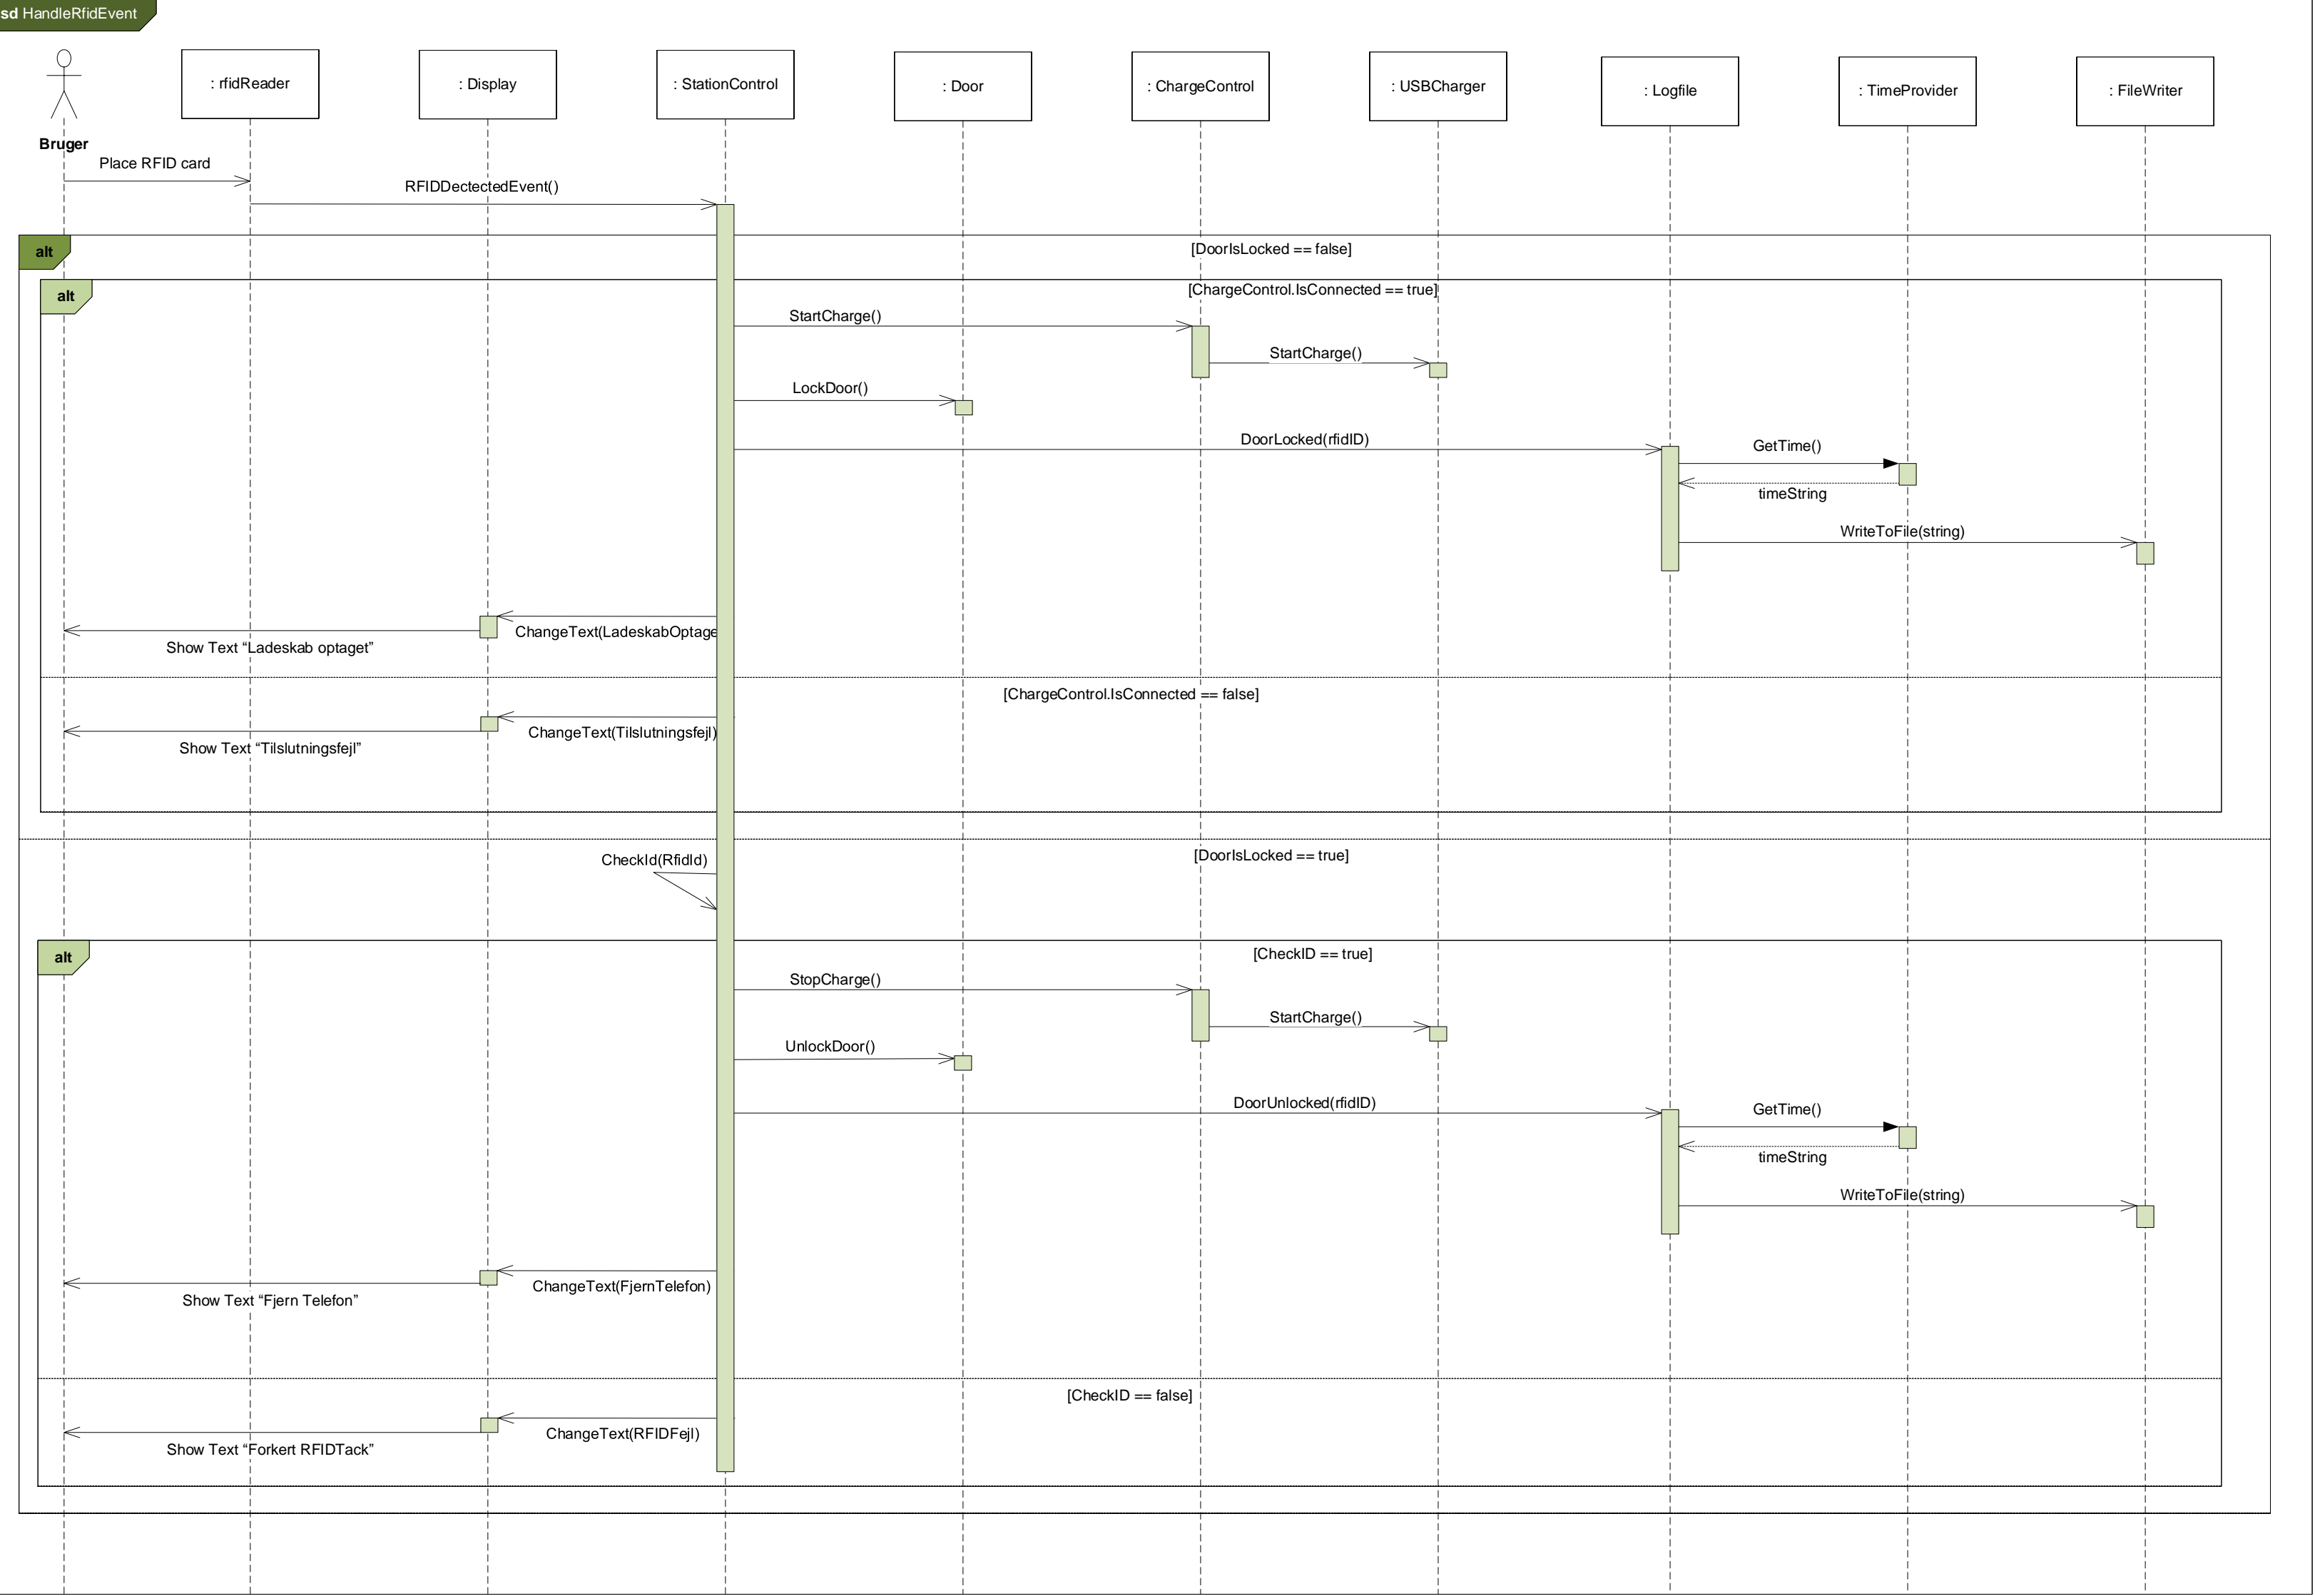 sd HandleRfidEvent
Bruger
: rfidReader
: Display
: StationControl
: Door
: ChargeControl
: USBCharger
: Logfile
: TimeProvider
: FileWriter
Place RFID card
RFIDDectectedEvent()
alt
[DoorIsLocked == false]
alt
[ChargeControl.IsConnected == true]
StartCharge()
StartCharge()
LockDoor()
DoorLocked(rfidID)
GetTime()
timeString
WriteToFile(string)
ChangeText(LadeskabOptage
Show Text “Ladeskab optaget”
[ChargeControl.IsConnected == false]
ChangeText(Tilslutningsfejl)
Show Text “Tilslutningsfejl”
[DoorIsLocked == true]
CheckId(RfidId)
alt
[CheckID == true]
StopCharge()
StartCharge()
UnlockDoor()
DoorUnlocked(rfidID)
GetTime()
timeString
WriteToFile(string)
ChangeText(FjernTelefon)
Show Text “Fjern Telefon”
[CheckID == false]
ChangeText(RFIDFejl)
Show Text “Forkert RFIDTack”